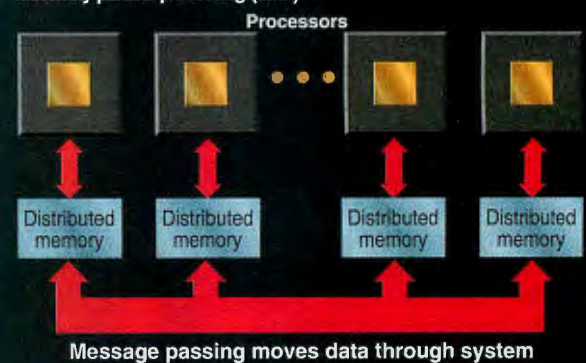 Processors
Distributed memory
Distributed memory
Distributed memory
Distributed memory
Message passing moves data through system